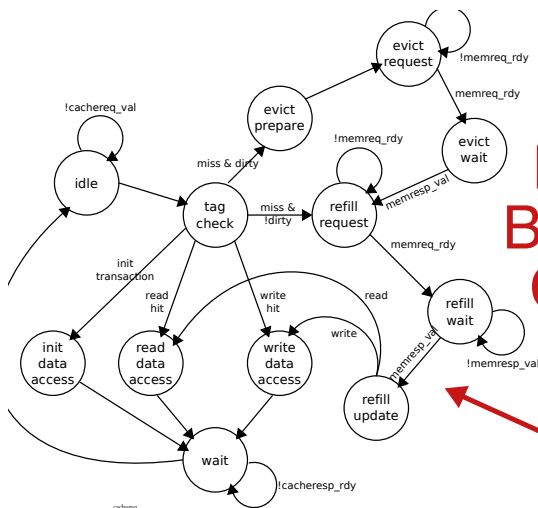 evict
request
!memreq_rdy
!cachereq_val
memreq_rdy
evict
prepare
!memreq_rdy
evict
wait
miss & dirty
idle
memresp_val
tag
check
miss &
!dirty
refill
request
B
memreq_rdy
init
transaction
read
hit
write
hit
read
refill
wait
write
memresp_val
!memresp_val
init
data
access
read
data
access
write
data
access
refill
update
wait
!cacheresp_rdy